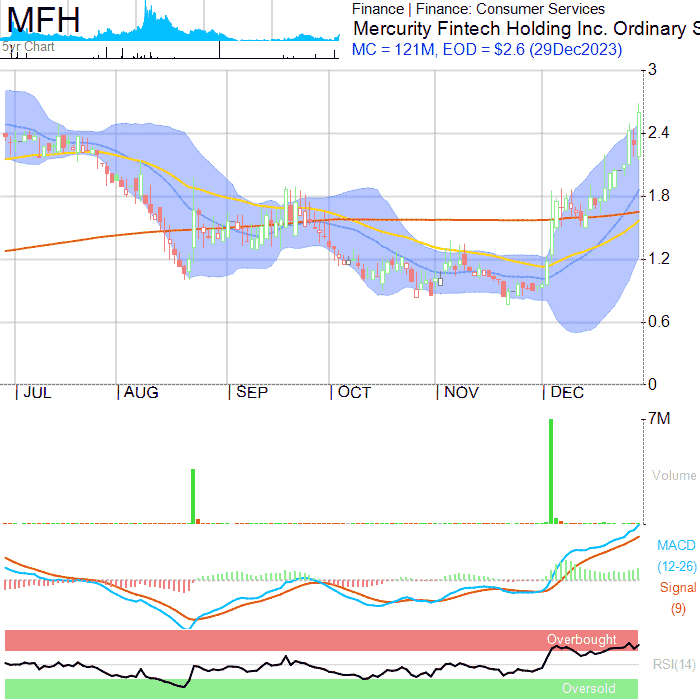 MFH
5yr Chart
Finance | Finance: Consumer Services
Mercurity Fintech Holding Inc. Ordinary S
MC = 121M, EOD = $2.6 (29Dec2023)
3
2.4
1.8
1.2
0.6
0
JUL AUG SEP OCT NOV DEC
7M
Volume
MACD
(12-26)
Signal
(9)
Overbought
RSI(14)
Oversold